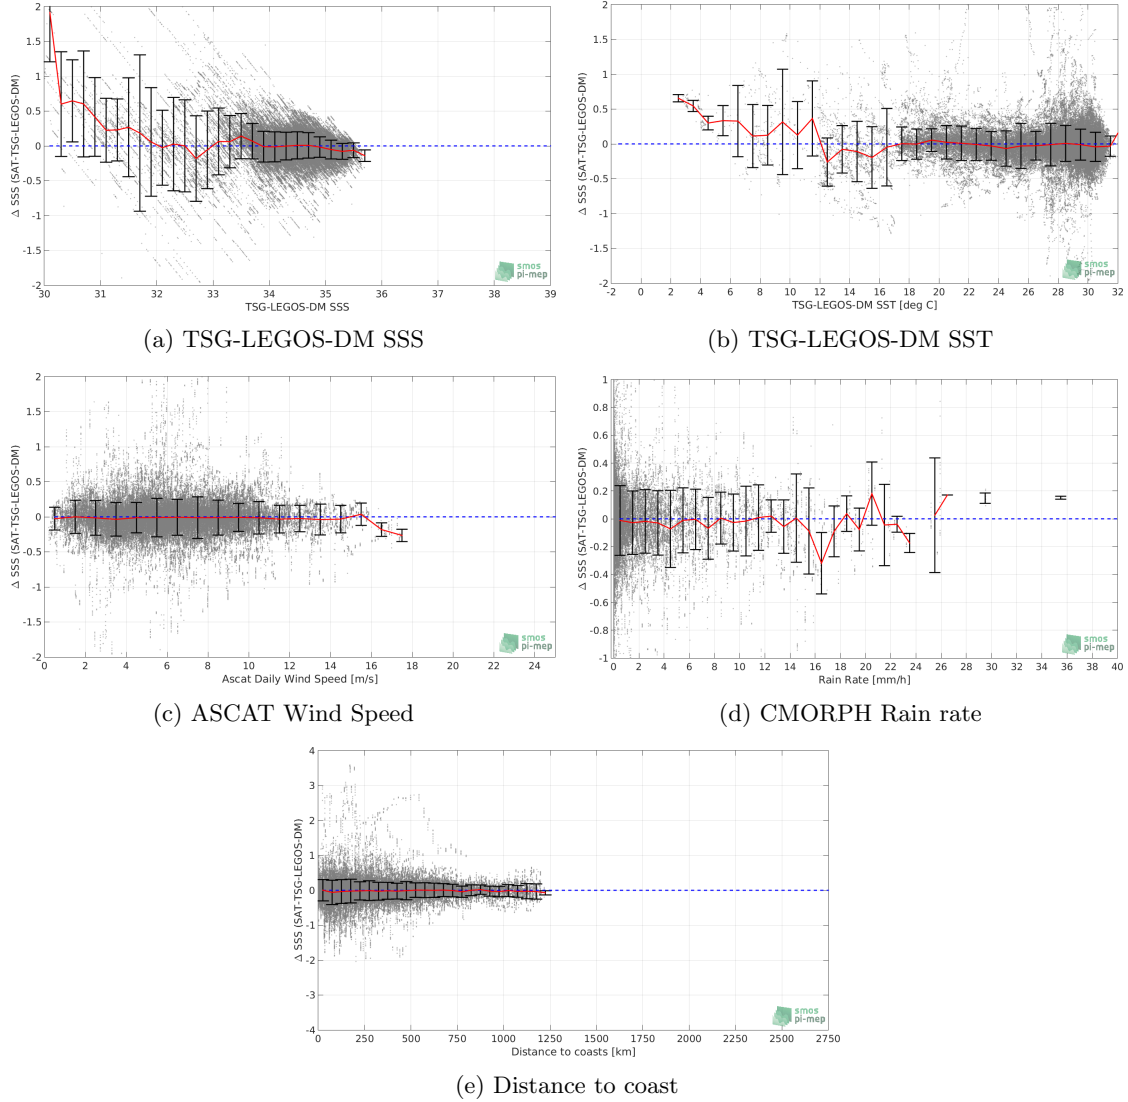 2
1.5
1
0.5
0
-0.5
-1
-1.5
-2
Δ SSS (SAT-TSG-LEGOS-DM)
30 31 32 33 34 35 36 37 38 39
TSG-LEGOS-DM SSS
smos
pi-mep
(a) TSG-LEGOS-DM SSS
2
1.5
1
0.5
0
-0.5
-1
-1.5
-2
Δ SSS (SAT-TSG-LEGOS-DM)
-2 0 2 4 6 8 10 12 14 16 18 20 22 24 26 28 30 32
TSG-LEGOS-DM SST [deg C]
smos
pi-mep
(b) TSG-LEGOS-DM SST
2
1.5
1
0.5
0
-0.5
-1
-1.5
-2
Δ SSS (SAT-TSG-LEGOS-DM)
0 2 4 6 8 10 12 14 16 18 20 22 24
Ascat Daily Wind Speed [m/s]
smos
pi-mep
(c) ASCAT Wind Speed
1
0.8
0.6
0.4
0.2
0
-0.2
-0.4
-0.6
-0.8
-1
Δ SSS (SAT-TSG-LEGOS-DM)
0 2 4 6 8 10 12 14 16 18 20 22 24 26 28 30 32 34 36 38 40
Rain Rate [mm/h]
smos
pi-mep
(d) CMORPH Rain rate
4
3
2
1
0
-1
-2
-3
-4
Δ SSS (SAT-TSG-LEGOS-DM)
0 250 500 750 1000 1250 1500 1750 2000 2250 2500 2750
Distance to coasts [km]
smos
pi-mep
(e) Distance to coast